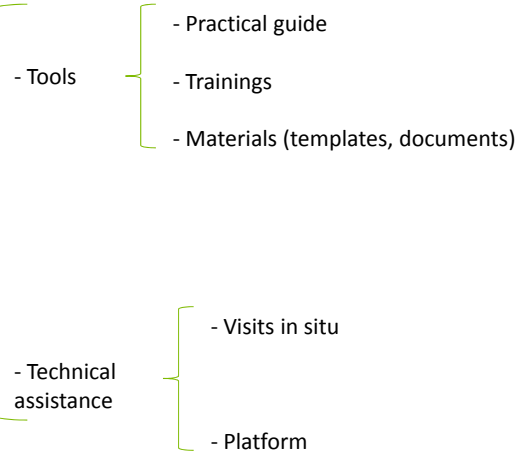 - Practical guide
- Tools
- Trainings
- Materials (templates, documents)
- Visits in situ
- Technical
assistance
- Platform